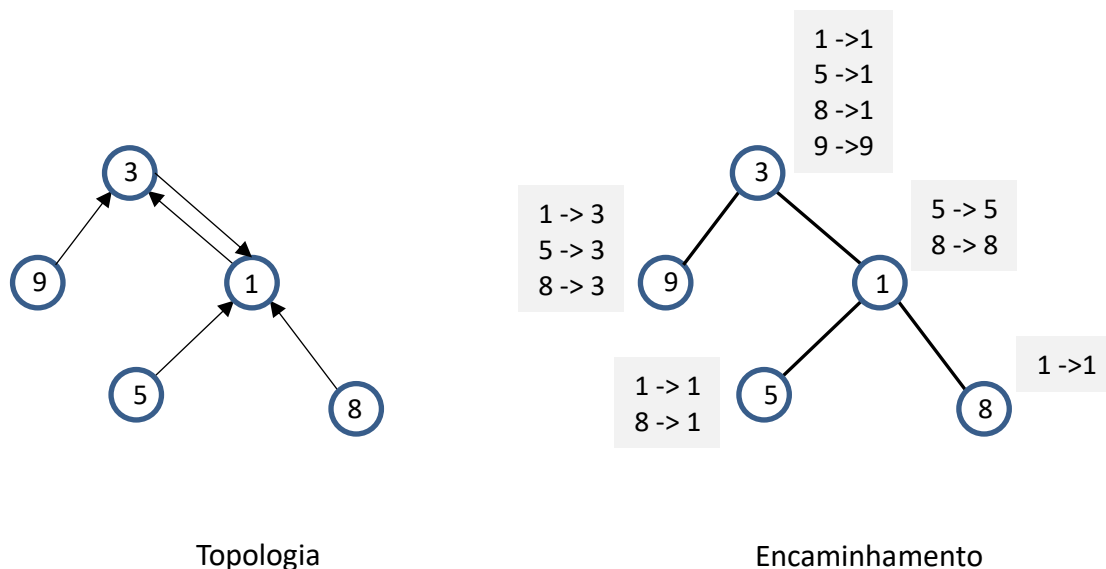 3
9
1
5
8
Topologia
1 ->1
5 ->1
8 ->1
9 ->9
3
1 -> 3
5 -> 3
8 -> 3
9
5 -> 5
8 -> 8
1
1 -> 1
8 -> 1
5
1 ->1
8
Encaminhamento